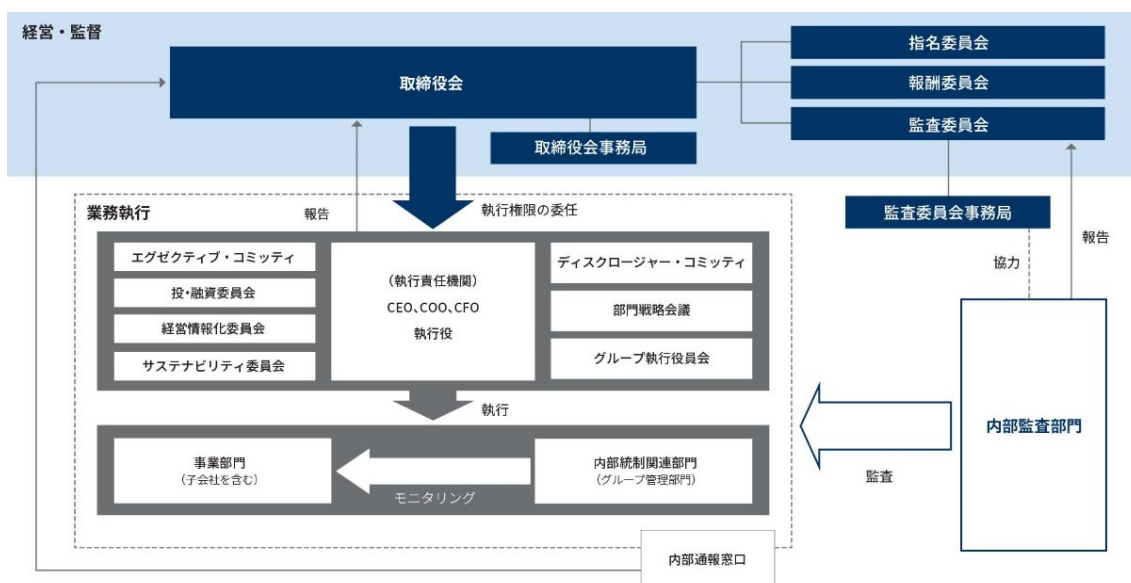 経営・監督
取締役会
指名委員会
報酬委員会
監査委員会
取締役会事務局
監査委員会事務局
業務執行
報告
執行権限の委任
報告
協力
エグゼクティブ・コミッティ
投・融資委員会
経営情報化委員会
サステナビリティ委員会
(執行責任機関)
CEO、COO、CFO
執行役
ディスクロージャー・コミッティ
部門戦略会議
グループ執行役員会
執行
事業部門
(子会社を含む)
モニタリング
内部統制関連部門
(グループ管理部門)
監査
内部監査部門
内部通報窓口